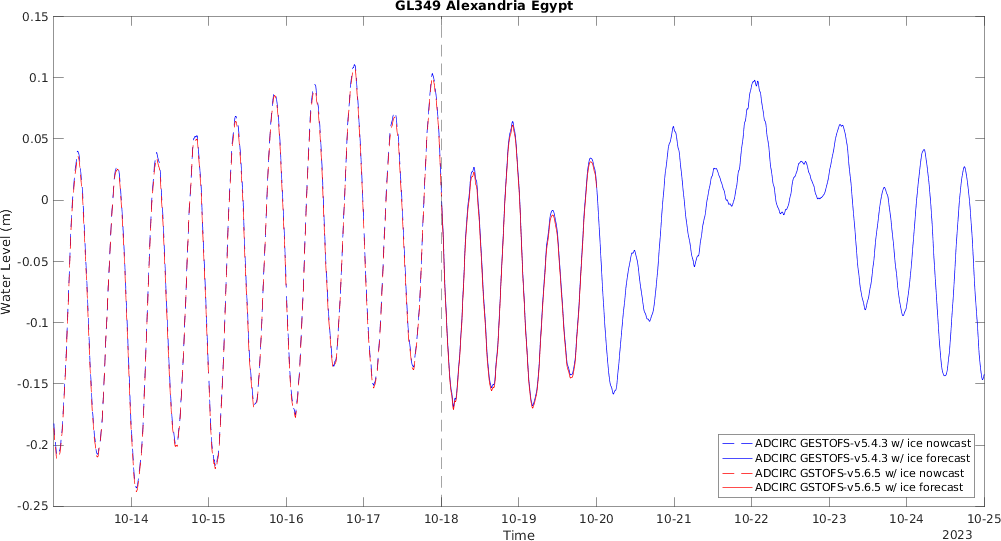 GL349 Alexandria Egypt
0.15
0.1
0.05
0
-0.05
-0.1
-0.15
-0.2
-0.25
Water Level (m)
ADCIRC GESTOFS-v5.4.3 w/ ice nowcast
ADCIRC GESTOFS-v5.4.3 w/ ice forecast
ADCIRC GSTOFS-v5.6.5 w/ ice nowcast
ADCIRC GSTOFS-v5.6.5 w/ ice forecast
10-14 10-15 10-16 10-17 10-18 10-19 10-20 10-21 10-22 10-23 10-24 10-25
Time
2023